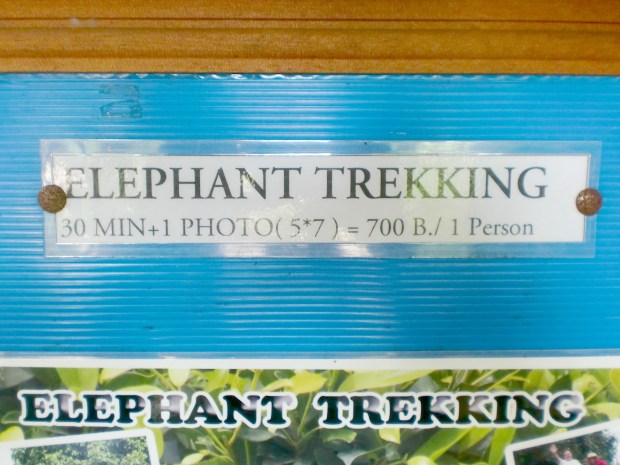 ELEPHANT TREKKING
30 MIN+1 PHOTO( 5*7 ) = 700 B./ 1 Person
ELEPHANT TREKKING